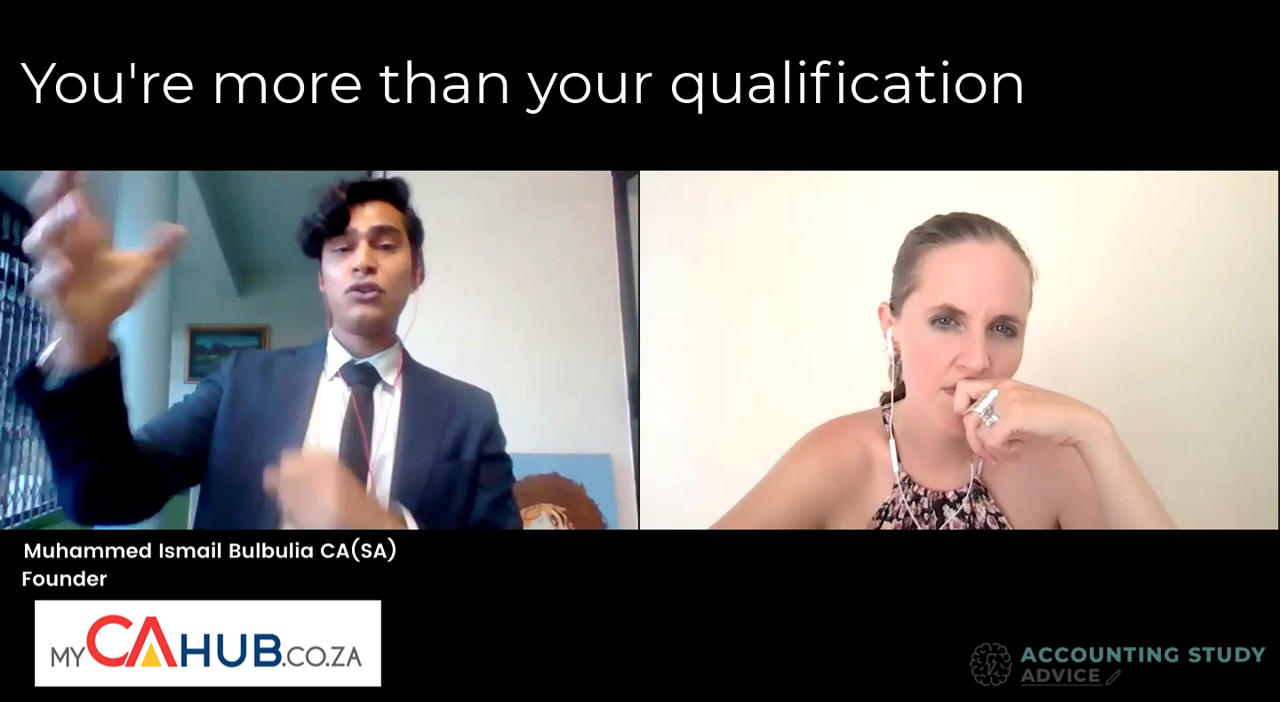 You're more than your qualification
Muhammed Ismail Bulbulia CA(SA)
Founder
MYCAHUB.CO.ZA
ACCOUNTING STUDY
ADVICE